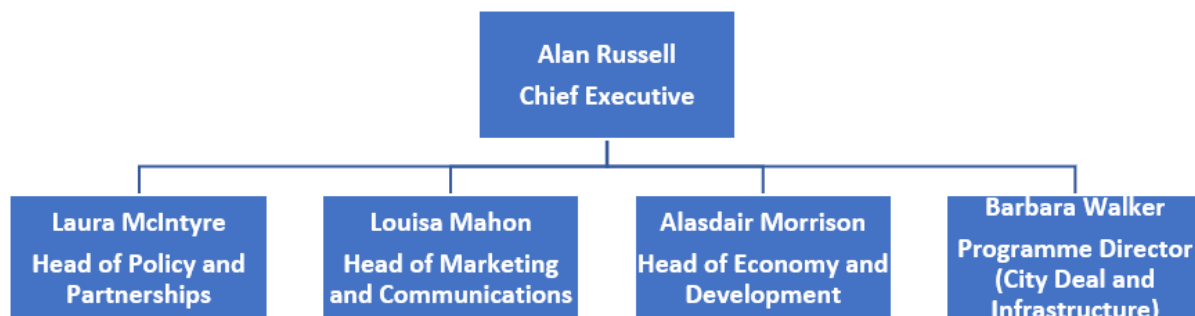 Alan Russell
Chief Executive
Laura McIntyre
Head of Policy and
Partnerships
Louisa Mahon
Head of Marketing
and Communications
Alasdair Morrison
Head of Economy and
Development
Barbara Walker
Programme Director
(City Deal and
Infrastructure)